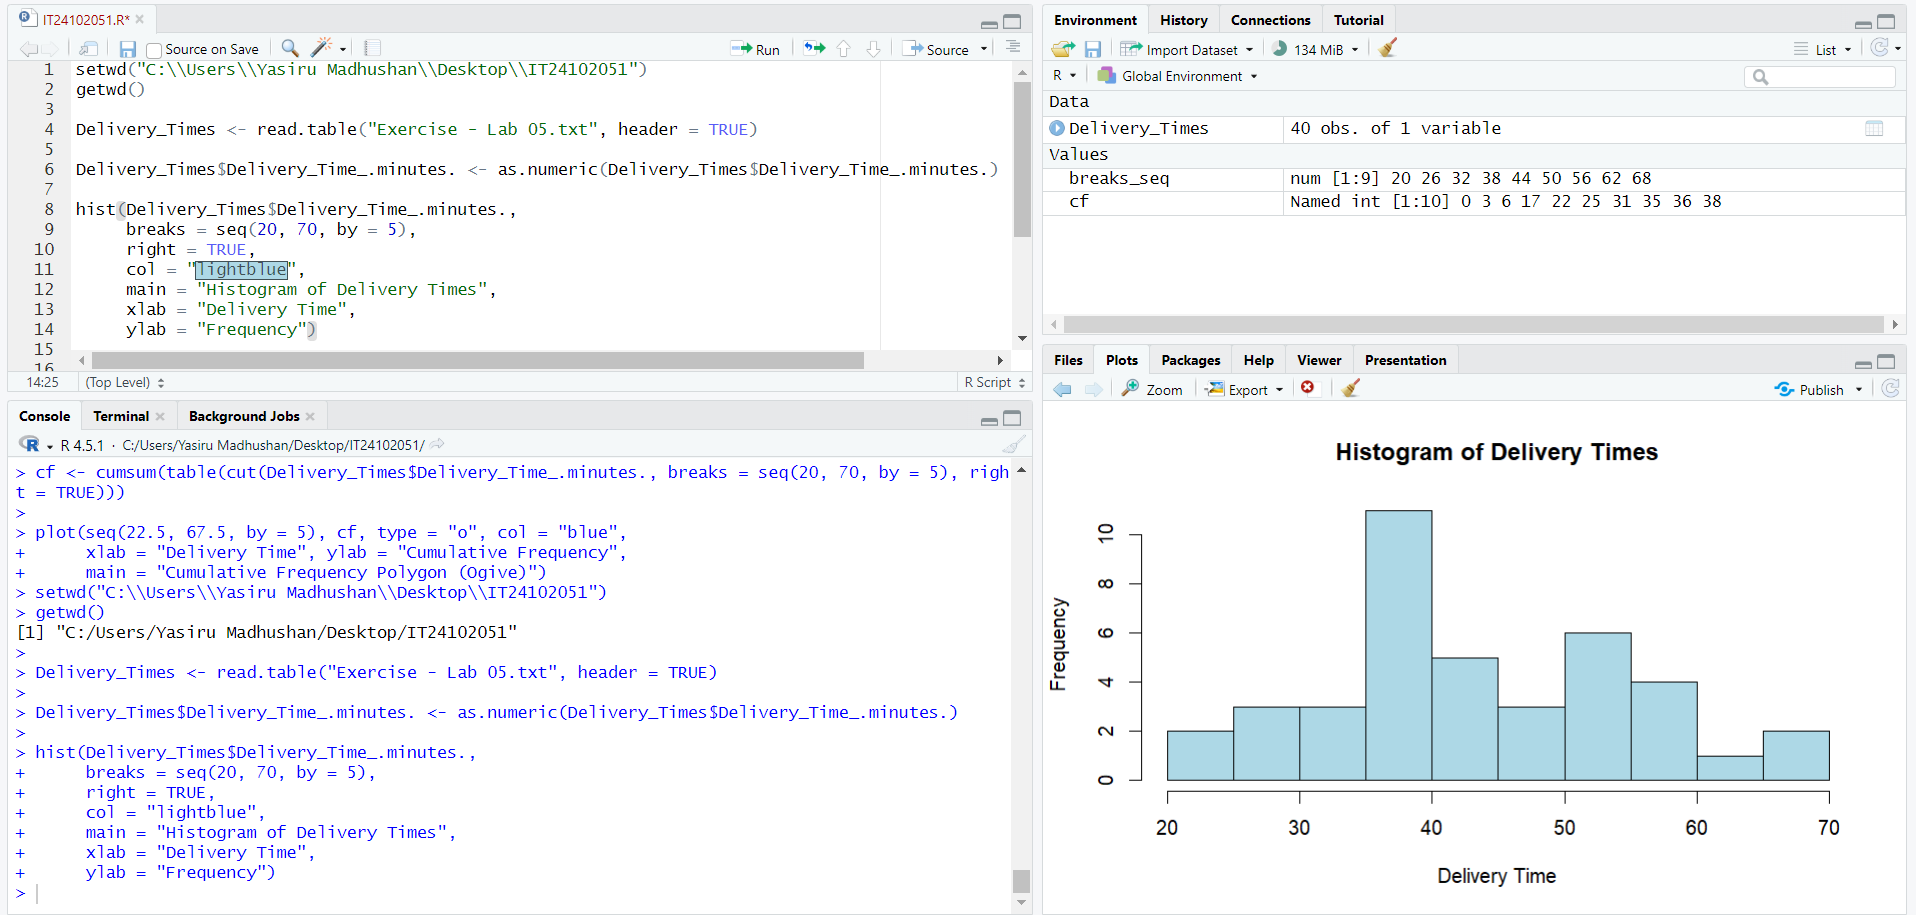 IT24102051.R*
Source on Save
Run
Source
1 setwd("C:\\Users\\Yasiru Madhushan\\Desktop\\IT24102051")
2 getwd()
3
4 Delivery_Times <- read.table("Exercise - Lab 05.txt", header = TRUE)
5
6 Delivery_Times$Delivery_Time_.minutes. <- as.numeric(Delivery_Times$Delivery_Time_.minutes.)
7
8 hist(Delivery_Times$Delivery_Time_.minutes.,
9 breaks = seq(20, 70, by = 5),
10 right = TRUE,
11 col = "lightblue",
12 main = "Histogram of Delivery Times",
13 xlab = "Delivery Time",
14 ylab = "Frequency")
15
16
14:25 (Top Level) R Script
Console Terminal Background Jobs
R 4.5.1 · C:/Users/Yasiru Madhushan/Desktop/IT24102051/
> cf <- cumsum(table(cut(Delivery_Times$Delivery_Time_.minutes., breaks = seq(20, 70, by = 5), righ
t = TRUE)))
>
> plot(seq(22.5, 67.5, by = 5), cf, type = "o", col = "blue",
+ xlab = "Delivery Time", ylab = "Cumulative Frequency",
+ main = "Cumulative Frequency Polygon (Ogive)")
> setwd("C:\\Users\\Yasiru Madhushan\\Desktop\\IT24102051")
> getwd()
[1] "C:/Users/Yasiru Madhushan/Desktop/IT24102051"
>
> Delivery_Times <- read.table("Exercise - Lab 05.txt", header = TRUE)
>
> Delivery_Times$Delivery_Time_.minutes. <- as.numeric(Delivery_Times$Delivery_Time_.minutes.)
>
> hist(Delivery_Times$Delivery_Time_.minutes.,
+ breaks = seq(20, 70, by = 5),
+ right = TRUE,
+ col = "lightblue",
+ main = "Histogram of Delivery Times",
+ xlab = "Delivery Time",
+ ylab = "Frequency")
>
Environment History Connections Tutorial
Import Dataset 134 MiB List
R Global Environment
Data
Delivery_Times 40 obs. of 1 variable
Values
breaks_seq num [1:9] 20 26 32 38 44 50 56 62 68
cf Named int [1:10] 0 3 6 17 22 25 31 35 36 38
Files Plots Packages Help Viewer Presentation
Zoom Export Publish
Histogram of Delivery Times
Frequency
10
8
6
4
2
0
20 30 40 50 60 70
Delivery Time